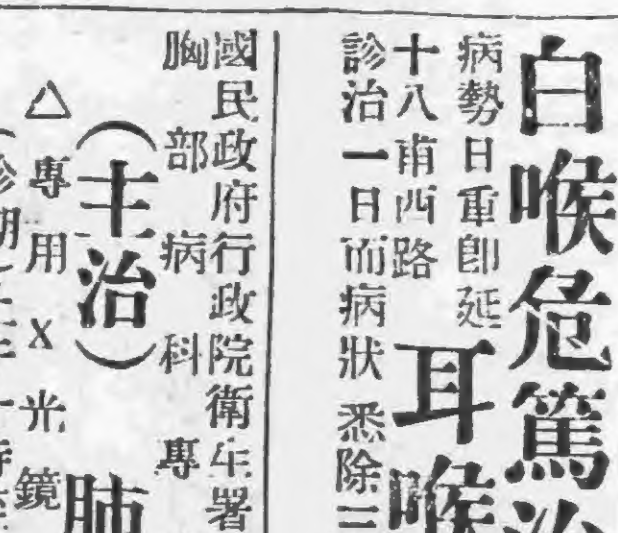 白喉危篤治
病勢日重卽延
十八甫西路
耳喉
診治一日而病狀悉除三
國民政府行政院衛生署
胸部病科專
(主治)
肺
△專用X光鏡